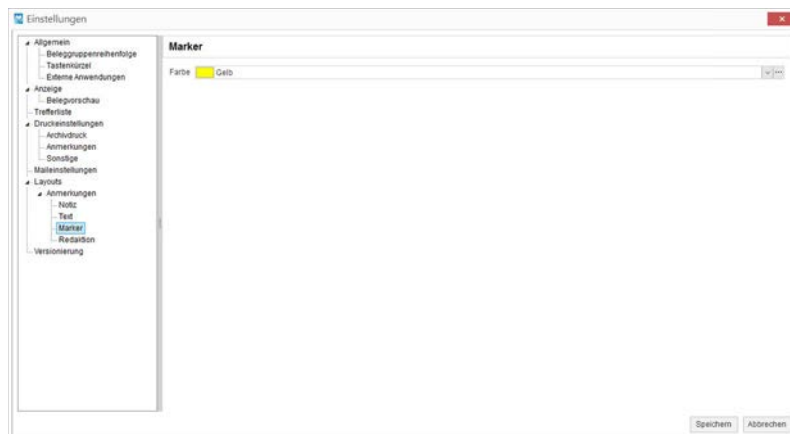 Einstellungen
Allgemein
Beleggruppenreihenfolge
Tastenkürzel
Externe Anwendungen
Anzeige
Belegvorschau
Trefferliste
Druckeinstellungen
Archivdruck
Anmerkungen
Sonstige
Maileinstellungen
Layouts
Anmerkungen
Notiz
Text
Marker
Redaktion
Versionierung
Marker
Farbe Gelb
Speichern Abbrechen